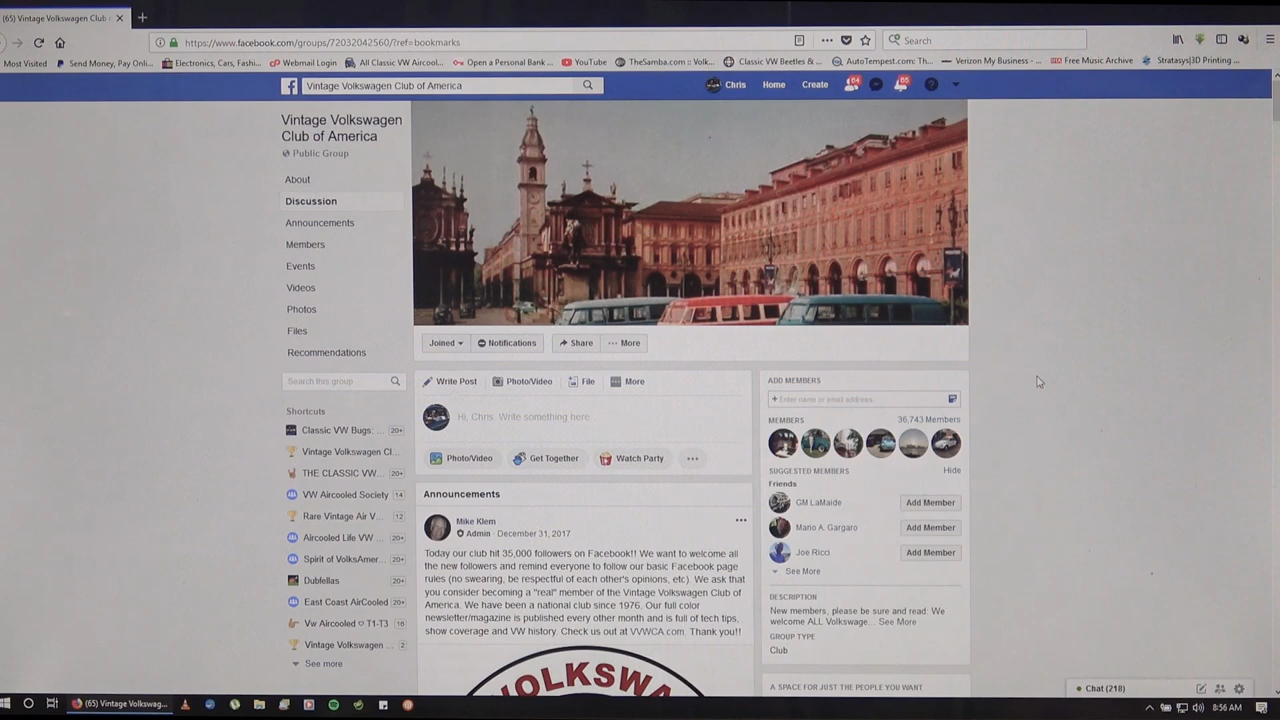 (65) Vintage Volkswagen Club
https://www.facebook.com/groups/72032042560/?ref=bookmarks
Search
Most Visited
Send Money, Pay Onli...
Electronics, Cars, Fashi...
Webmail Login
All Classic VW Aircool...
Open a Personal Bank ...
YouTube
TheSamba.com :: Volk...
Classic VW Beetles & ...
AutoTempest.com: Th...
Verizon My Business - ...
Free Music Archive
Stratasys|3D Printing ...
Vintage Volkswagen Club of America
Chris
Home
Create
64
65
Vintage Volkswagen
Club of America
Public Group
About
Discussion
Announcements
Members
Events
Videos
Photos
Files
Recommendations
Search this group
Shortcuts
Classic VW Bugs: ... 20+
Vintage Volkswagen Cl...
THE CLASSIC VW... 20+
VW Aircooled Society 14
Rare Vintage Air V... 12
Aircooled Life VW ... 20+
Spirit of VolksAmer... 20+
Dubfellas 20+
East Coast AirCooled 20+
Vw Aircooled ♡ T1-T3 16
Vintage Volkswagen ... 2
See more
Joined
Notifications
Share
More
Write Post
Photo/Video
File
More
Hi, Chris. Write something here...
Photo/Video
Get Together
Watch Party
Announcements
Mike Klem
Admin · December 31, 2017
Today our club hit 35,000 followers on Facebook!! We want to welcome all
the new followers and remind everyone to follow our basic Facebook page
rules (no swearing, be respectful of each other's opinions, etc). We ask that
you consider becoming a "real" member of the Vintage Volkswagen Club of
America. We have been a national club since 1976. Our full color
newsletter/magazine is published every other month and is full of tech tips,
show coverage and VW history. Check us out at VVWCA.com. Thank you!!
VOLKSWA
ADD MEMBERS
+ Enter name or email address...
MEMBERS
36,743 Members
SUGGESTED MEMBERS
Hide
Friends
GM LaMaide
Add Member
Mario A. Gargaro
Add Member
Joe Ricci
Add Member
See More
DESCRIPTION
New members, please be sure and read: We
welcome ALL Volkswage... See More
GROUP TYPE
Club
A SPACE FOR JUST THE PEOPLE YOU WANT
Chat (218)
(65) Vintage Volkswag...
8:56 AM